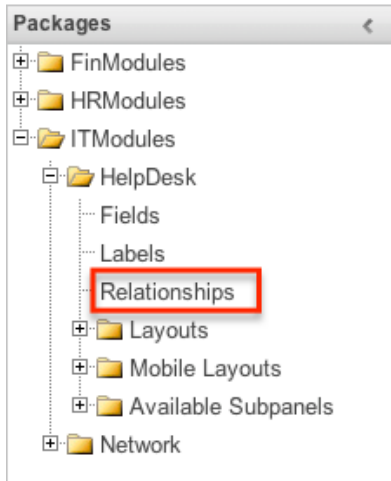 Packages
FinModules
HRModules
ITModules
HelpDesk
Fields
Labels
Relationships
Layouts
Mobile Layouts
Available Subpanels
Network